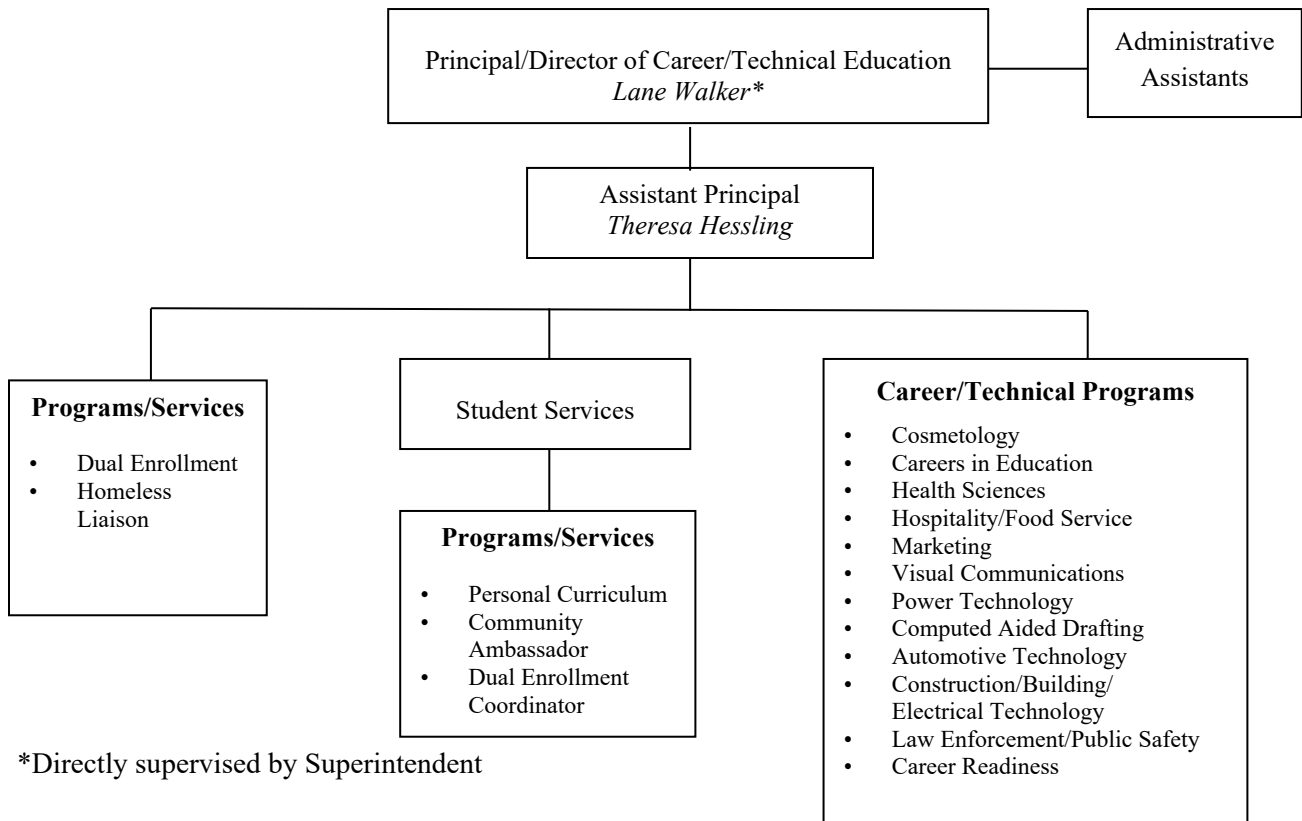 Principal/Director of Career/Technical Education
Lane Walker*
Administrative
Assistants
Assistant Principal
Theresa Hessling
Programs/Services
• Dual Enrollment
• Homeless
Liaison
Student Services
Programs/Services
• Personal Curriculum
• Community
Ambassador
• Dual Enrollment
Coordinator
Career/Technical Programs
• Cosmetology
• Careers in Education
• Health Sciences
• Hospitality/Food Service
• Marketing
• Visual Communications
• Power Technology
• Computed Aided Drafting
• Automotive Technology
• Construction/Building/
Electrical Technology
• Law Enforcement/Public Safety
• Career Readiness
*Directly supervised by Superintendent